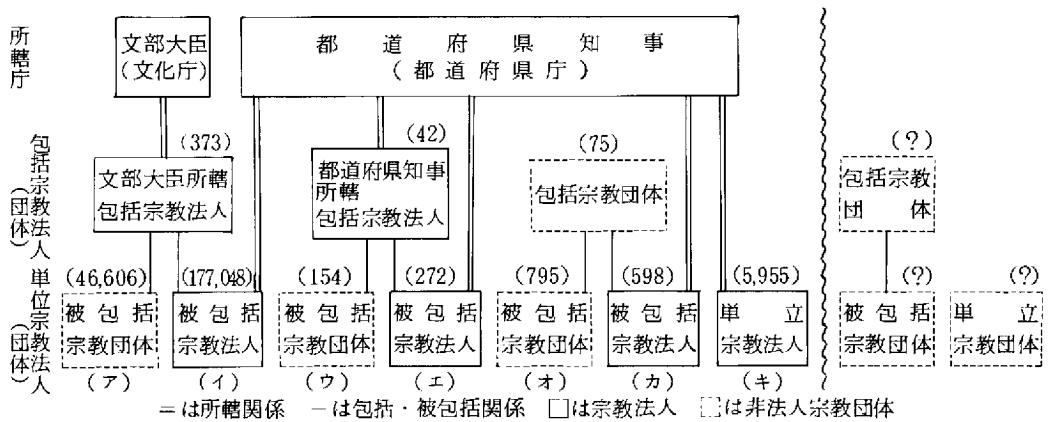 所轄庁
文部大臣
(文化庁)
都道府県知事
(都道府県庁)
包括宗教法人
(団体)
(373)
文部大臣所轄
包括宗教法人
(42)
都道府県知事
所轄
包括宗教法人
(75)
包括宗教団体
(?)
包括宗教
団体
単位宗教法人
(団体)
(46,606)
被包括
宗教団体
(ア)
(177,048)
被包括
宗教法人
(イ)
(154)
被包括
宗教団体
(ウ)
(272)
被包括
宗教法人
(エ)
(795)
被包括
宗教団体
(オ)
(598)
被包括
宗教法人
(カ)
(5,955)
単立
宗教法人
(キ)
(?)
被包括
宗教団体
(?)
単立
宗教団体
=は所轄関係 −は包括・被包括関係 □は宗教法人 は非法人宗教団体